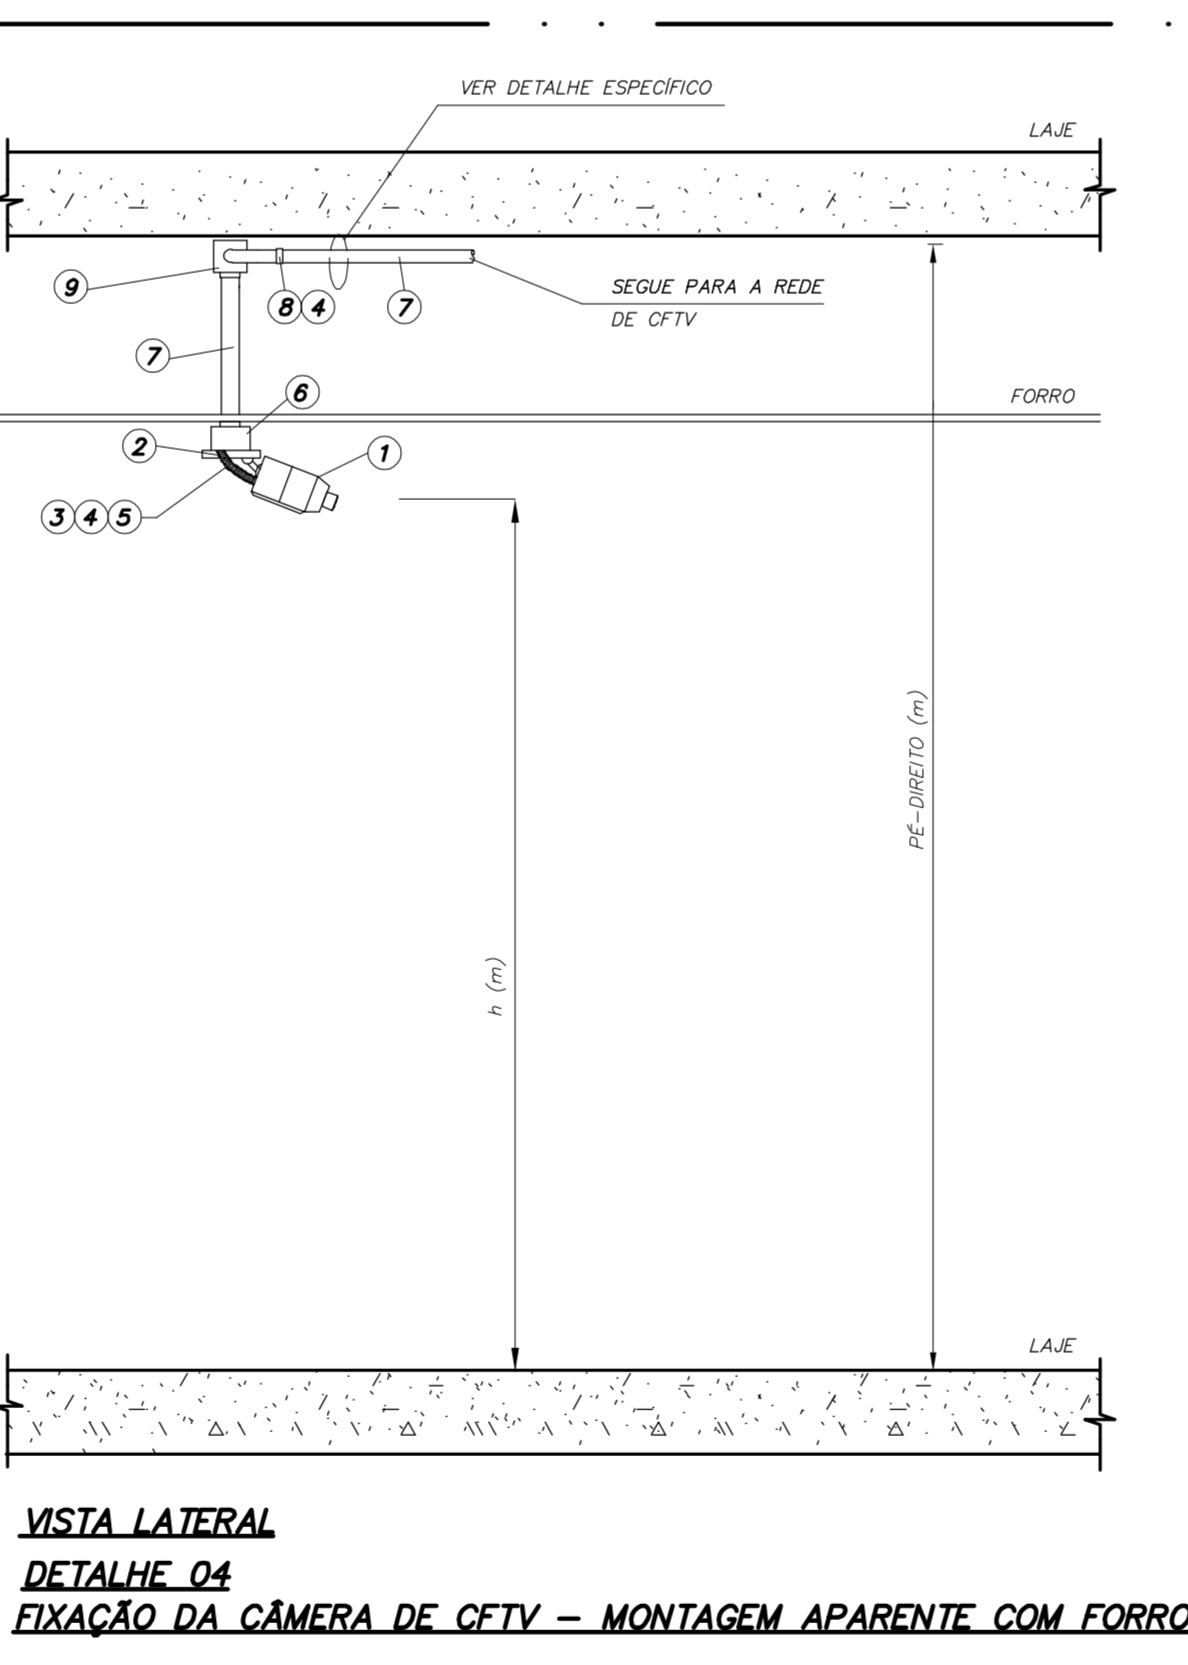 VER DETALHE ESPECÍFICO
LAJE
9
8 4
7
SEGUE PARA A REDE
DE CFTV
7
6
FORRO
2
1
3 4 5
PÉ-DIREITO (m)
h (m)
LAJE
VISTA LATERAL
DETALHE 04
FIXAÇÃO DA CÂMERA DE CFTV – MONTAGEM APARENTE COM FORRO